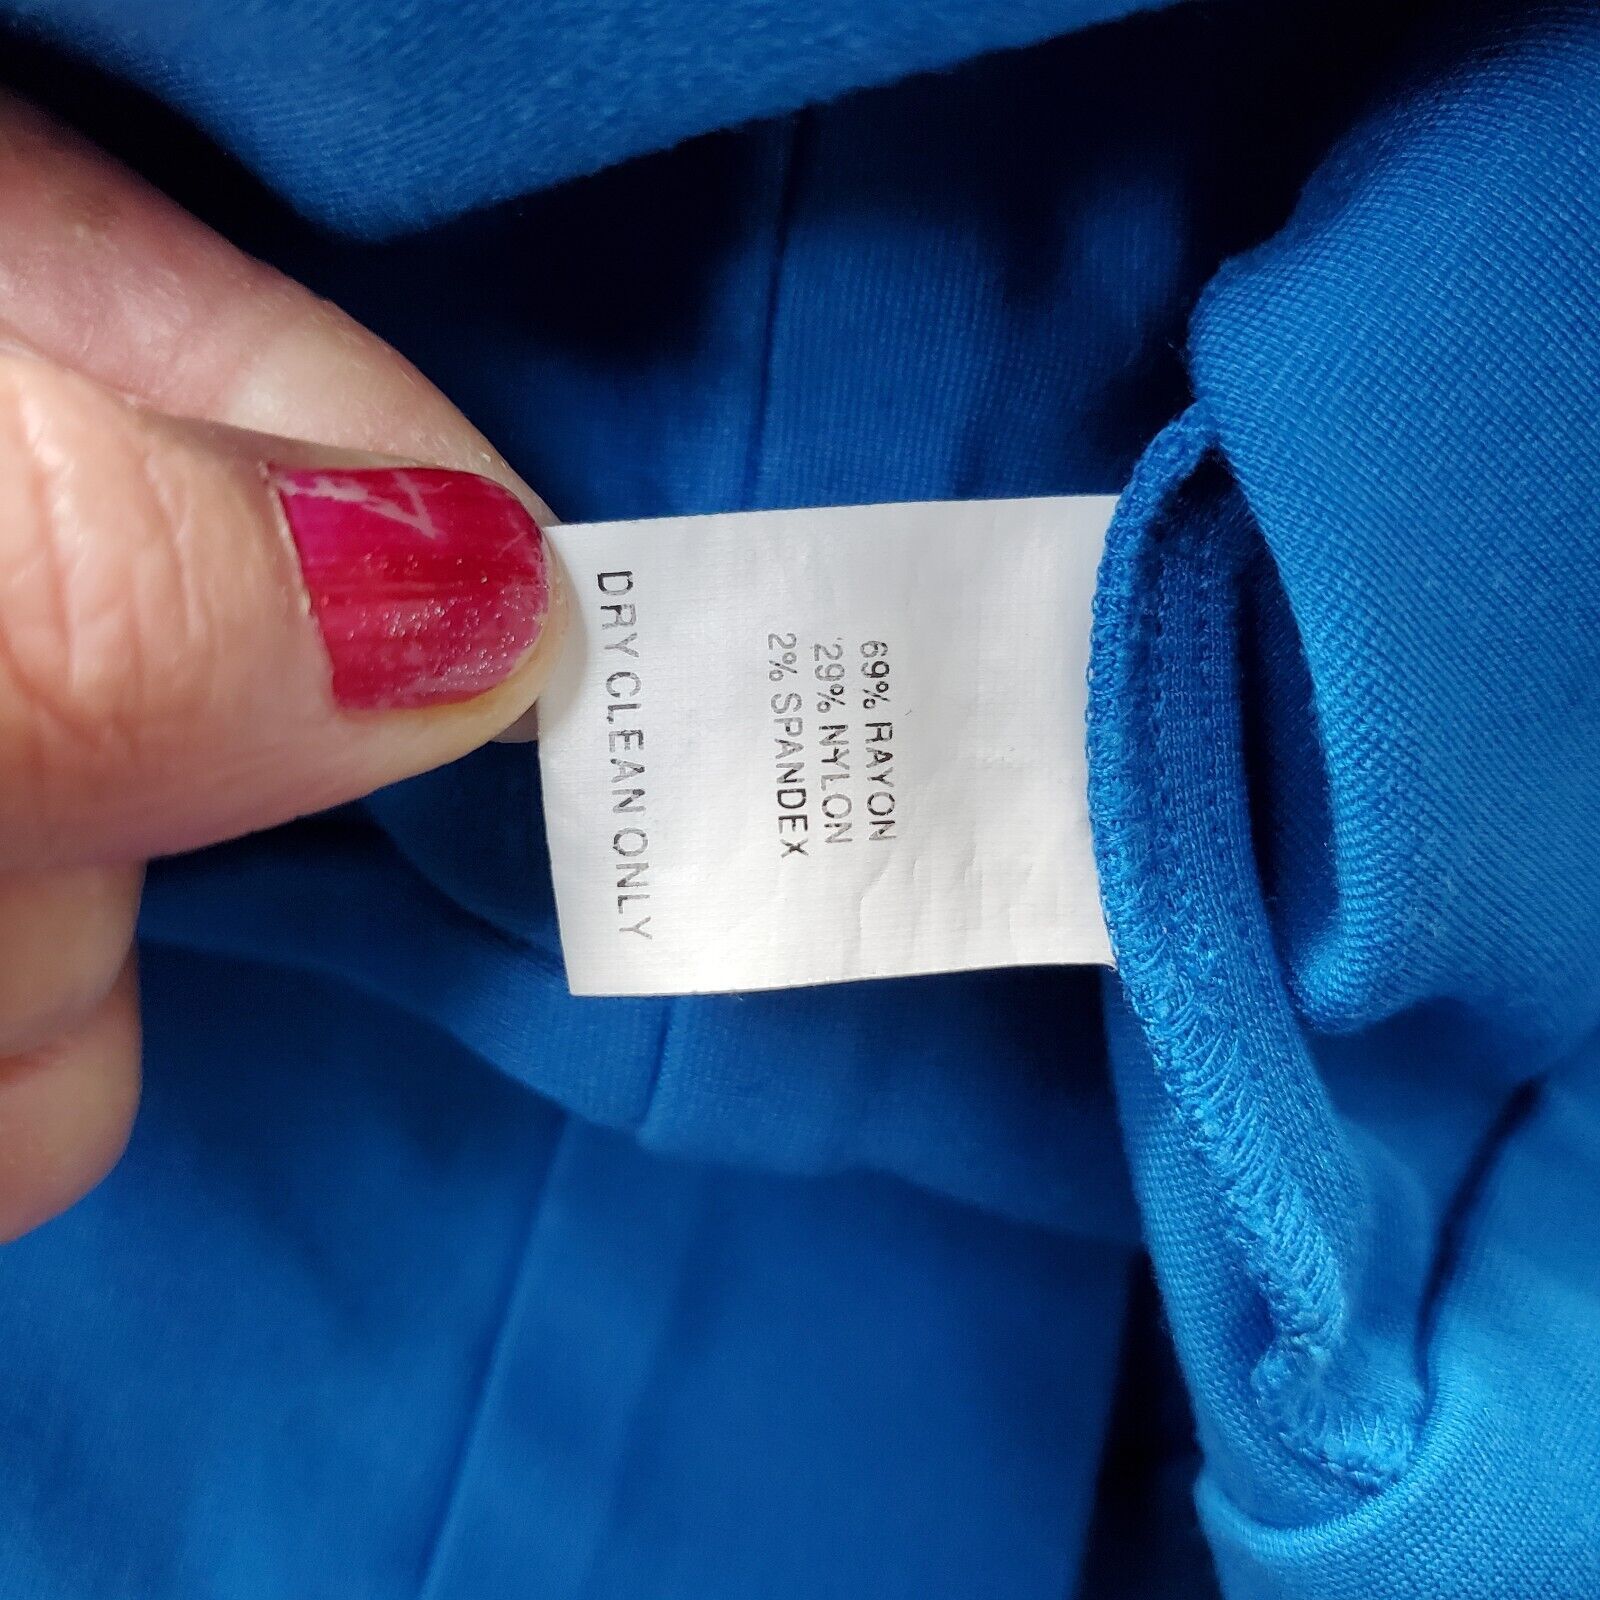 69% RAYON
29% NYLON
2% SPANDEX
DRY CLEAN ONLY